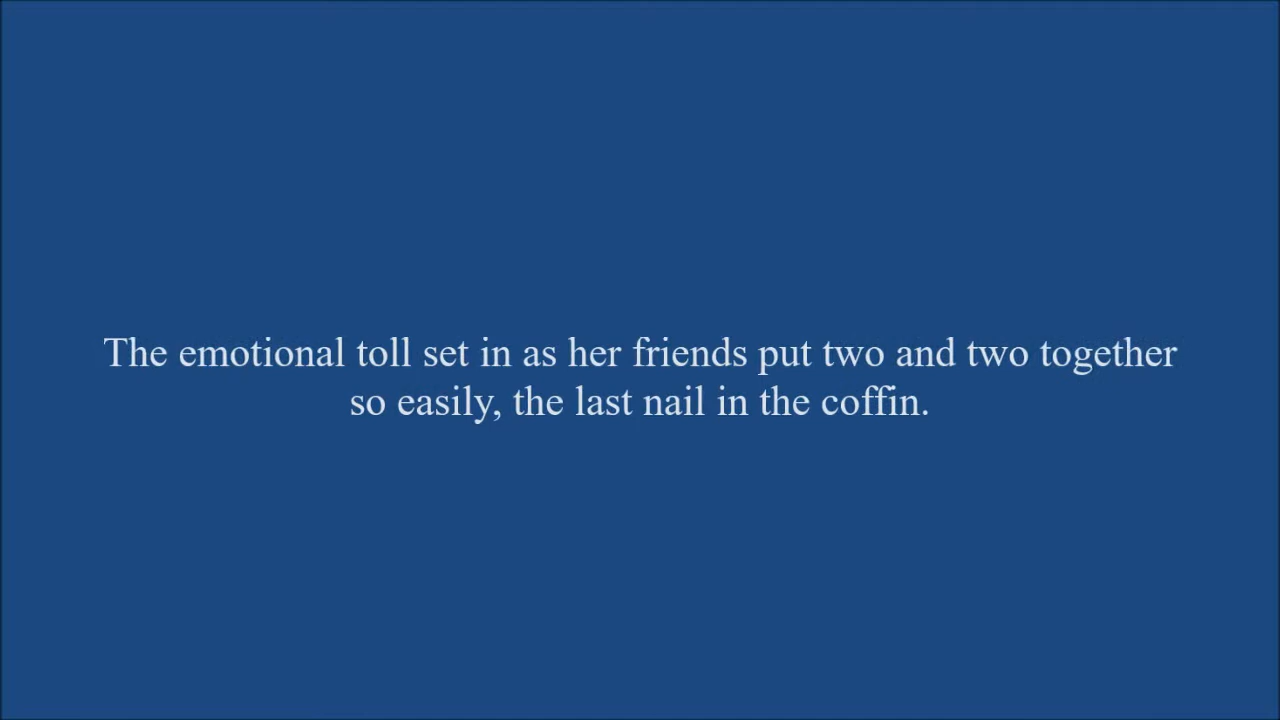 The emotional toll set in as her friends put two and two together
so easily, the last nail in the coffin.